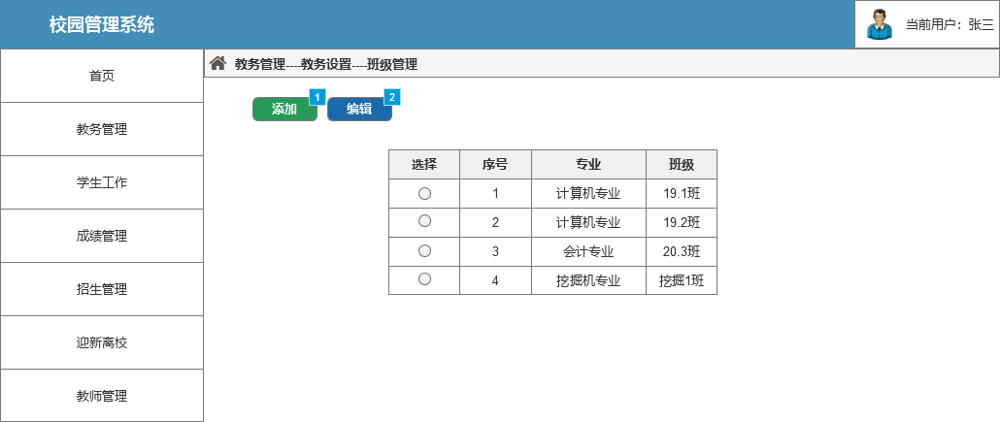 校园管理系统
当前用户：张三
首页
教务管理
学生工作
成绩管理
招生管理
迎新离校
教师管理
教务管理----教务设置----班级管理
添加 1 编辑 2
选择 序号 专业 班级
1 计算机专业 19.1班
2 计算机专业 19.2班
3 会计专业 20.3班
4 挖掘机专业 挖掘1班